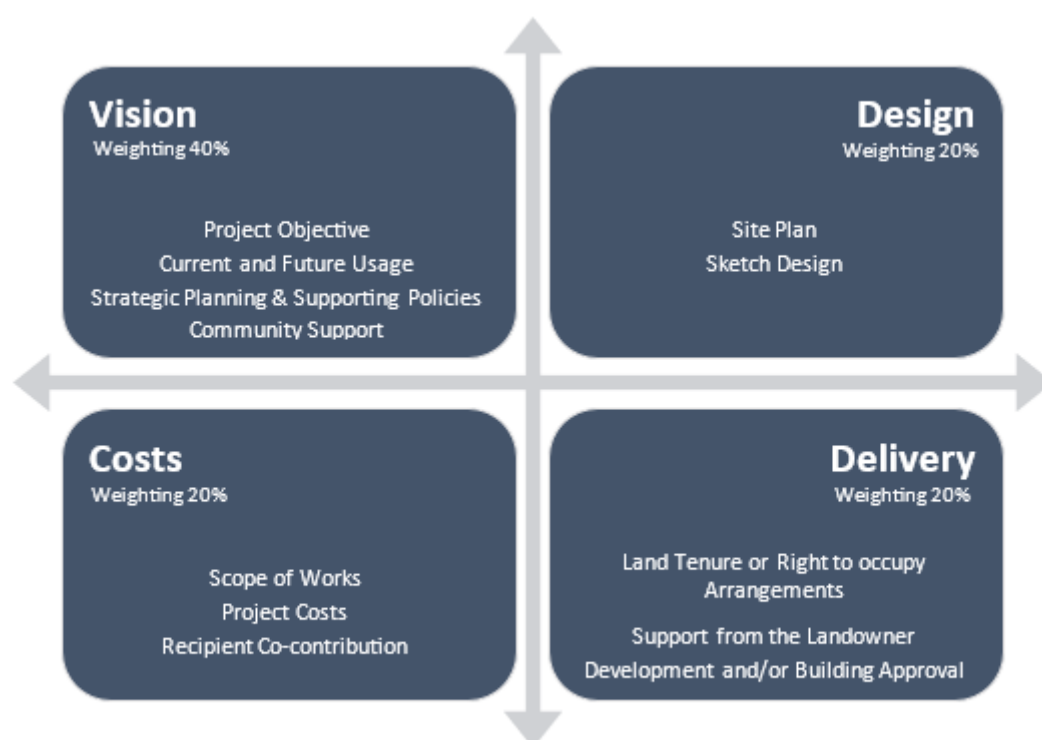 Vision
Weighting 40%
Project Objective
Current and Future Usage
Strategic Planning & Supporting Policies
Community Support
Design
Weighting 20%
Site Plan
Sketch Design
Costs
Weighting 20%
Scope of Works
Project Costs
Recipient Co-contribution
Delivery
Weighting 20%
Land Tenure or Right to occupy
Arrangements
Support from the Landowner
Development and/or Building Approval